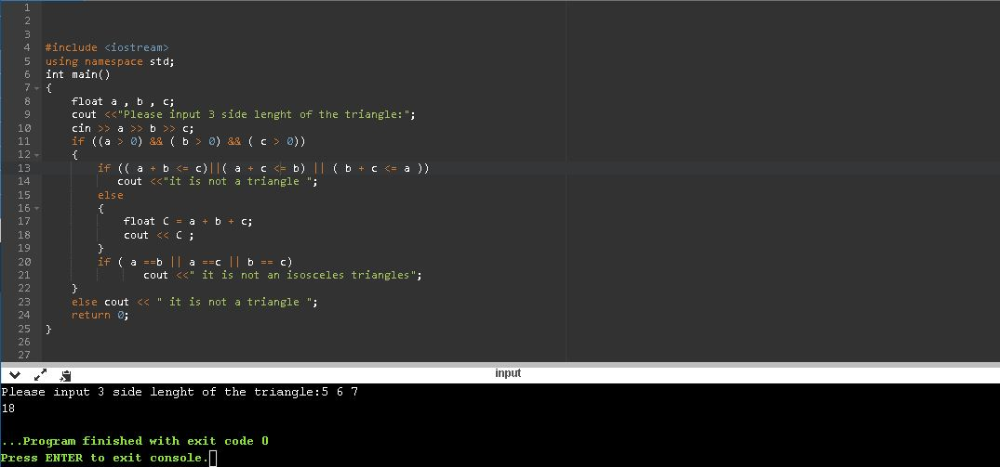 1
2
3
4 #include <iostream>
5 using namespace std;
6 int main()
7 {
8 float a , b , c;
9 cout <<"Please input 3 side lenght of the triangle:";
10 cin >> a >> b >> c;
11 if ((a > 0) && ( b > 0) && ( c > 0))
12 {
13 if (( a + b <= c)||( a + c <= b) || ( b + c <= a ))
14 cout <<"it is not a triangle ";
15 else
16 {
17 float C = a + b + c;
18 cout << C ;
19 }
20 if ( a ==b || a ==c || b == c)
21 cout <<" it is not an isosceles triangles";
22 }
23 else cout << " it is not a triangle ";
24 return 0;
25 }
26
27
input
Please input 3 side lenght of the triangle:5 6 7
18
...Program finished with exit code 0
Press ENTER to exit console.